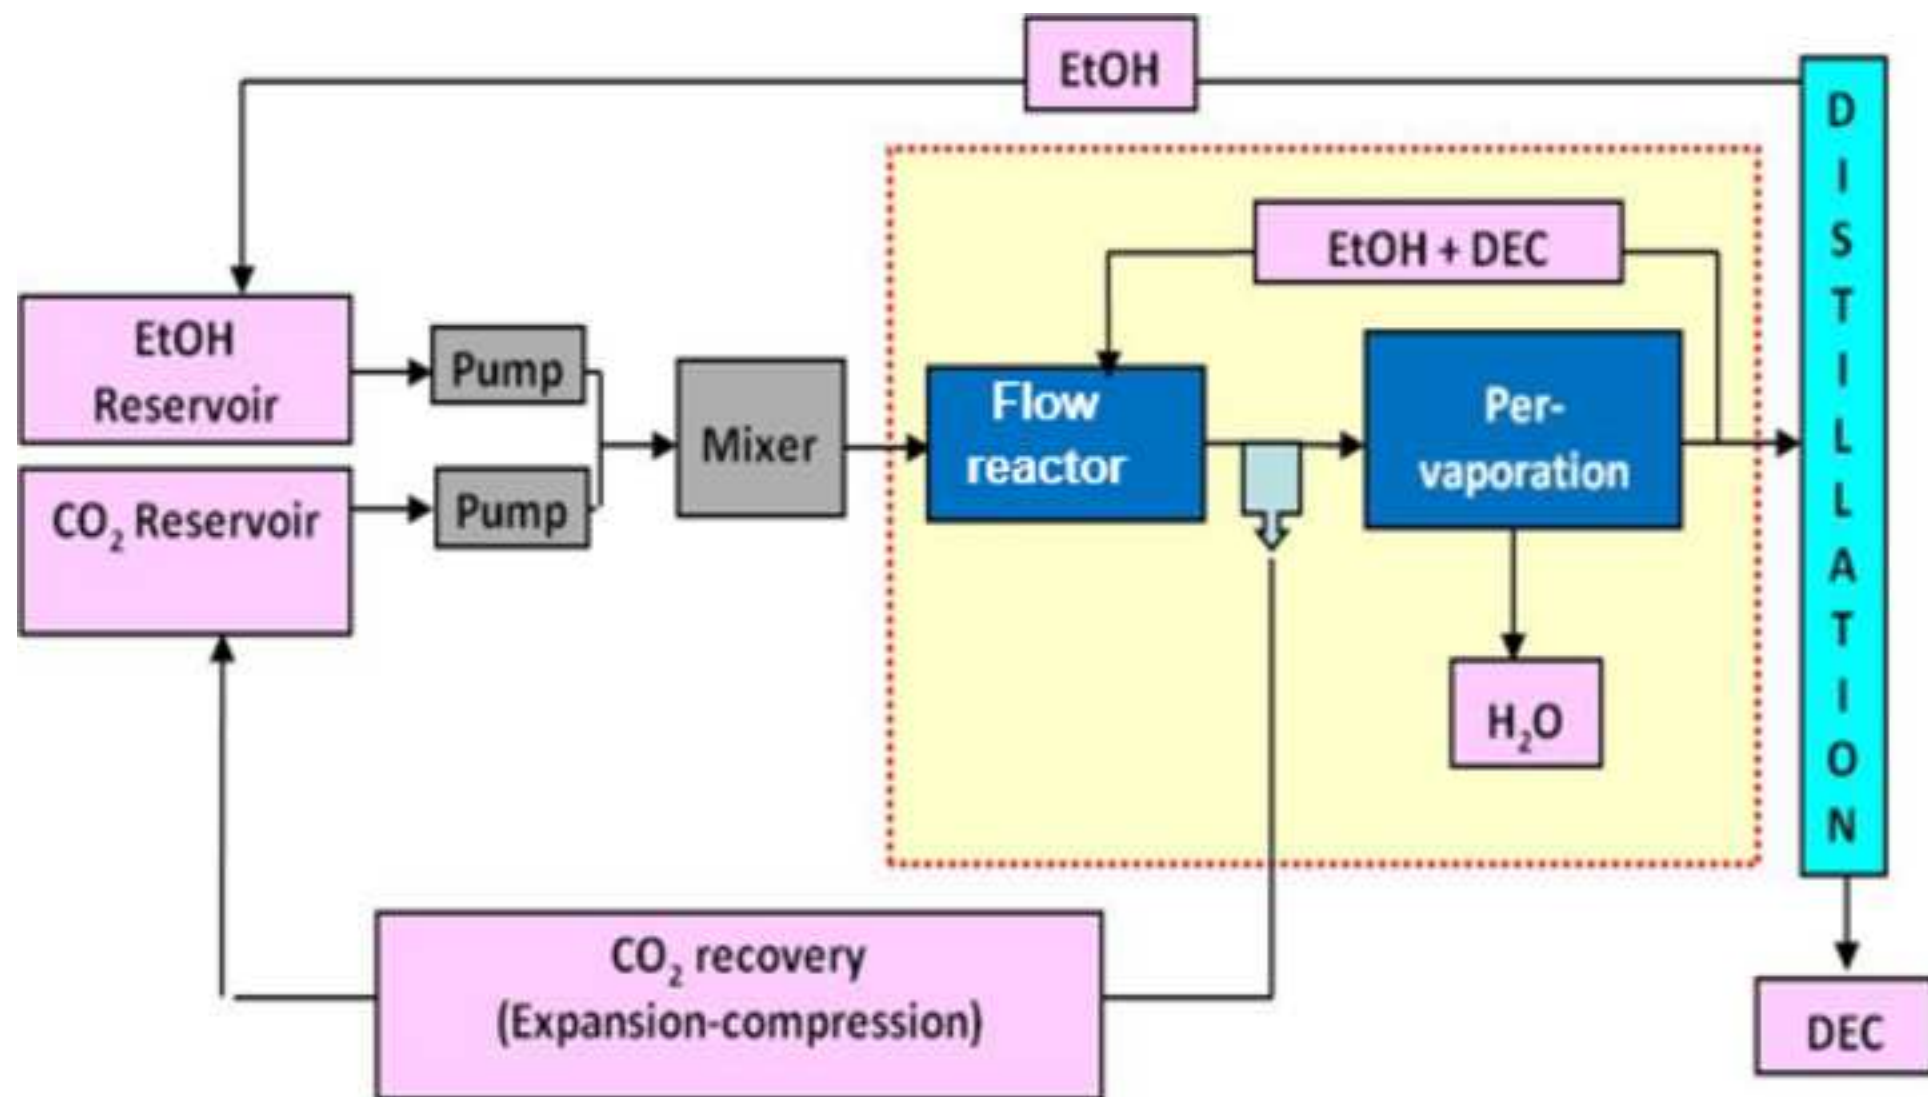 EtOH
DISTILLATION
EtOH + DEC
EtOH
Reservoir
Pump
Mixer
Flow
reactor
Per-
vaporation
CO₂ Reservoir
Pump
H₂O
CO₂ recovery
(Expansion-compression)
DEC